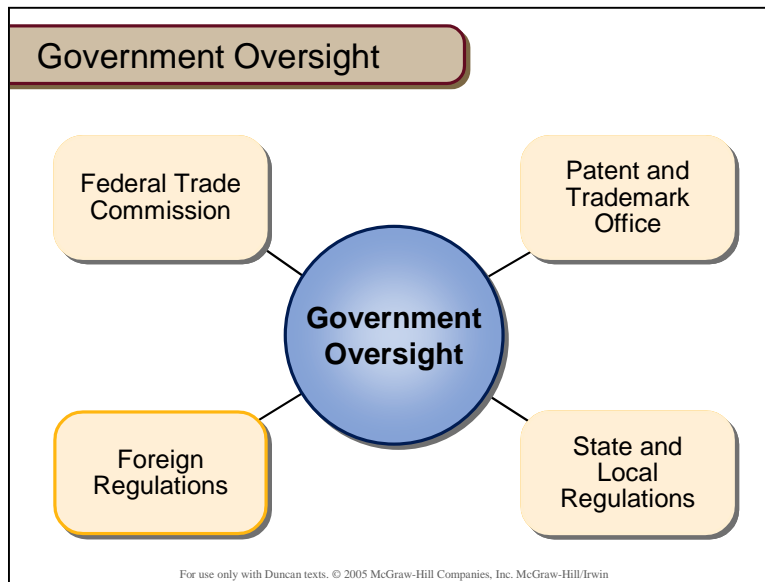 Government Oversight
Federal Trade
Commission
Patent and
Trademark
Office
Government
Oversight
Foreign
Regulations
State and
Local
Regulations
For use only with Duncan texts. © 2005 McGraw-Hill Companies, Inc. McGraw-Hill/Irwin